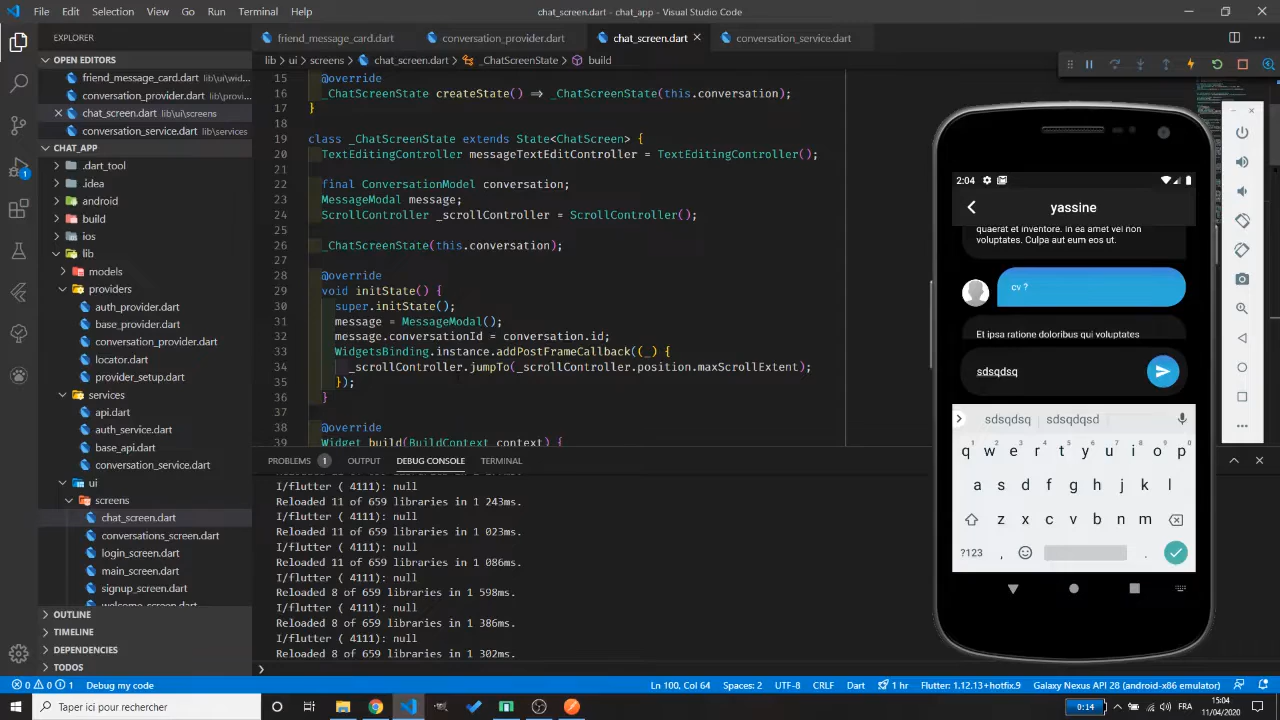 File Edit Selection View Go Run Terminal Help
chat_screen.dart - chat_app - Visual Studio Code
EXPLORER
OPEN EDITORS
friend_message_card.dart lib\ui\wid...
conversation_provider.dart lib\provi...
chat_screen.dart lib\ui\screens
conversation_service.dart lib\services
CHAT_APP
.dart_tool
.idea
android
build
ios
lib
models
providers
auth_provider.dart
base_provider.dart
conversation_provider.dart
locator.dart
provider_setup.dart
services
api.dart
auth_service.dart
base_api.dart
conversation_service.dart
ui
screens
chat_screen.dart
conversations_screen.dart
login_screen.dart
main_screen.dart
signup_screen.dart
welcome_screen.dart
OUTLINE
TIMELINE
DEPENDENCIES
TODOS
1
friend_message_card.dart conversation_provider.dart chat_screen.dart conversation_service.dart
lib > ui > screens > chat_screen.dart > _ChatScreenState > build
15 @override
16 _ChatScreenState createState() => _ChatScreenState(this.conversation);
17 }
18
19 class _ChatScreenState extends State<ChatScreen> {
20 TextEditingController messageTextEditController = TextEditingController();
21
22 final ConversationModel conversation;
23 MessageModal message;
24 ScrollController _scrollController = ScrollController();
25
26 _ChatScreenState(this.conversation);
27
28 @override
29 void initState() {
30 super.initState();
31 message = MessageModal();
32 message.conversationId = conversation.id;
33 WidgetsBinding.instance.addPostFrameCallback((_) {
34 _scrollController.jumpTo(_scrollController.position.maxScrollExtent);
35 });
36 }
37
38 @override
39 Widget build(BuildContext context) {
PROBLEMS 1 OUTPUT DEBUG CONSOLE TERMINAL
I/flutter ( 4111): null
Reloaded 11 of 659 libraries in 1 243ms.
I/flutter ( 4111): null
Reloaded 11 of 659 libraries in 1 023ms.
I/flutter ( 4111): null
Reloaded 11 of 659 libraries in 1 086ms.
I/flutter ( 4111): null
Reloaded 8 of 659 libraries in 1 598ms.
I/flutter ( 4111): null
Reloaded 8 of 659 libraries in 1 386ms.
I/flutter ( 4111): null
Reloaded 8 of 659 libraries in 1 302ms.
2:04
yassine
quaerat et inventore. In ea amet vel non
voluptates. Culpa aut eum eos ut.
cv ?
Et ipsa ratione doloribus qui voluptates
sdsqdsq
sdsqdsq sdsqdqsd
1 2 3 4 5 6 7 8 9 0
q w e r t y u i o p
a s d f g h j k l
z x c v b n m
?123 , .
0 0 1 Debug my code
Ln 100, Col 64 Spaces: 2 UTF-8 CRLF Dart 1 hr Flutter: 1.12.13+hotfix.9 Galaxy Nexus API 28 (android-x86 emulator)
Taper ici pour rechercher
0:14 FRA 15:04
11/04/2020